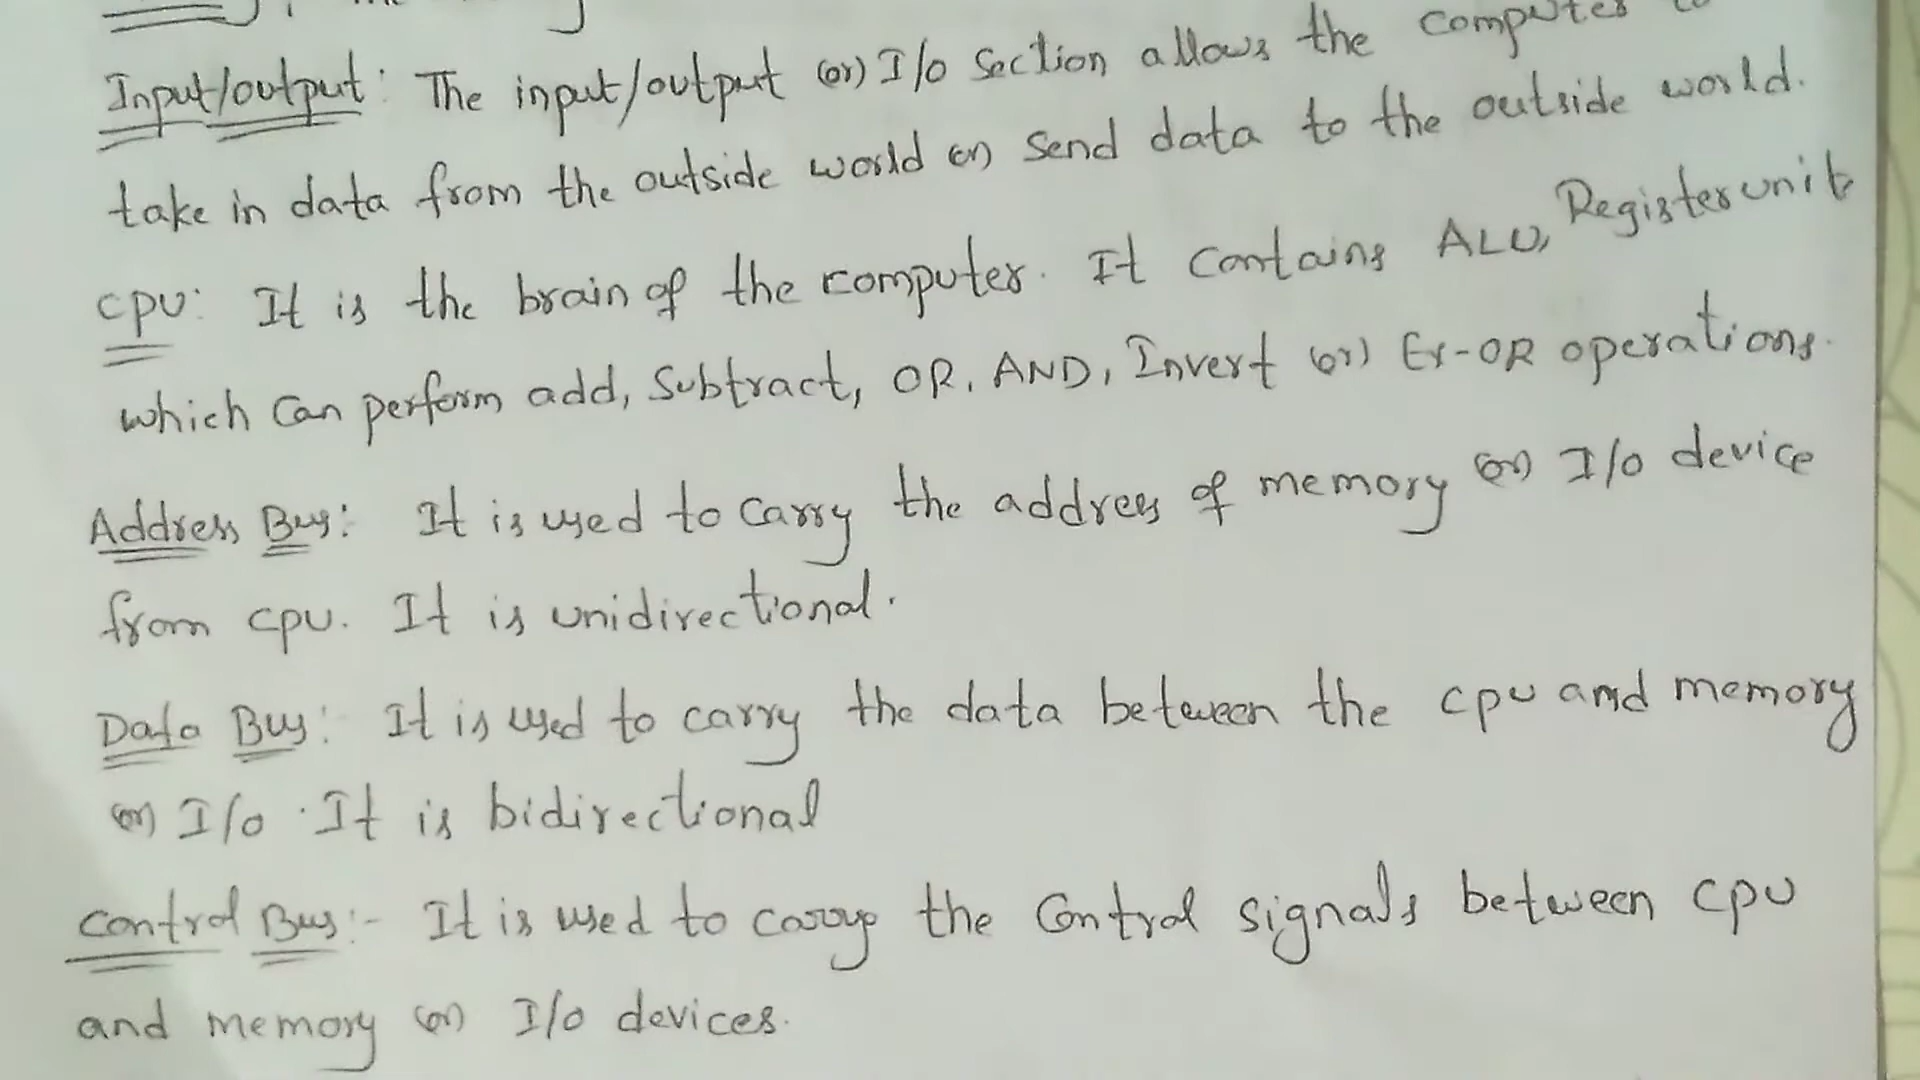 Input/output: The input/output (or) I/o Section allows the computer to
take in data from the outside world (or) Send data to the outside world.
CPU: It is the brain of the computer. It Contains ALU, Register unit
which Can perform add, Subtract, OR, AND, Invert (or) Ex-OR operations.
Address Bus: It is used to Carry the address of memory (or) I/o device
from cpu. It is unidirectional.
Data Bus: It is used to carry the data between the cpu and memory
(or) I/o. It is bidirectional
Control Bus:- It is used to carry the Control signals between cpu
and memory (or) I/o devices.